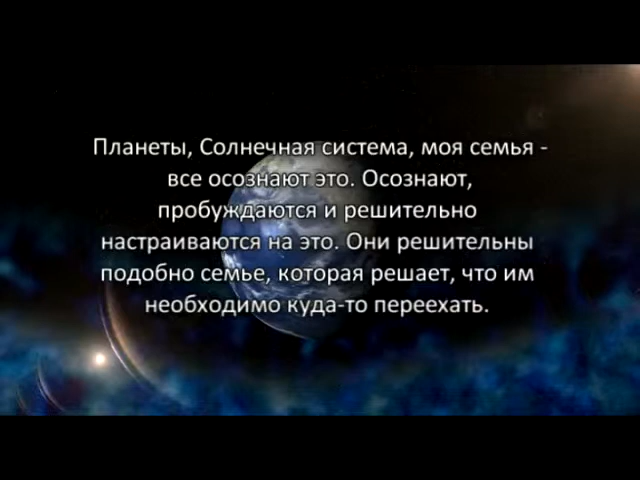 Планеты, Солнечная система, моя семья -
все осознают это. Осознают,
пробуждаются и решительно
настраиваются на это. Они решительны
подобно семье, которая решает, что им
необходимо куда-то переехать.